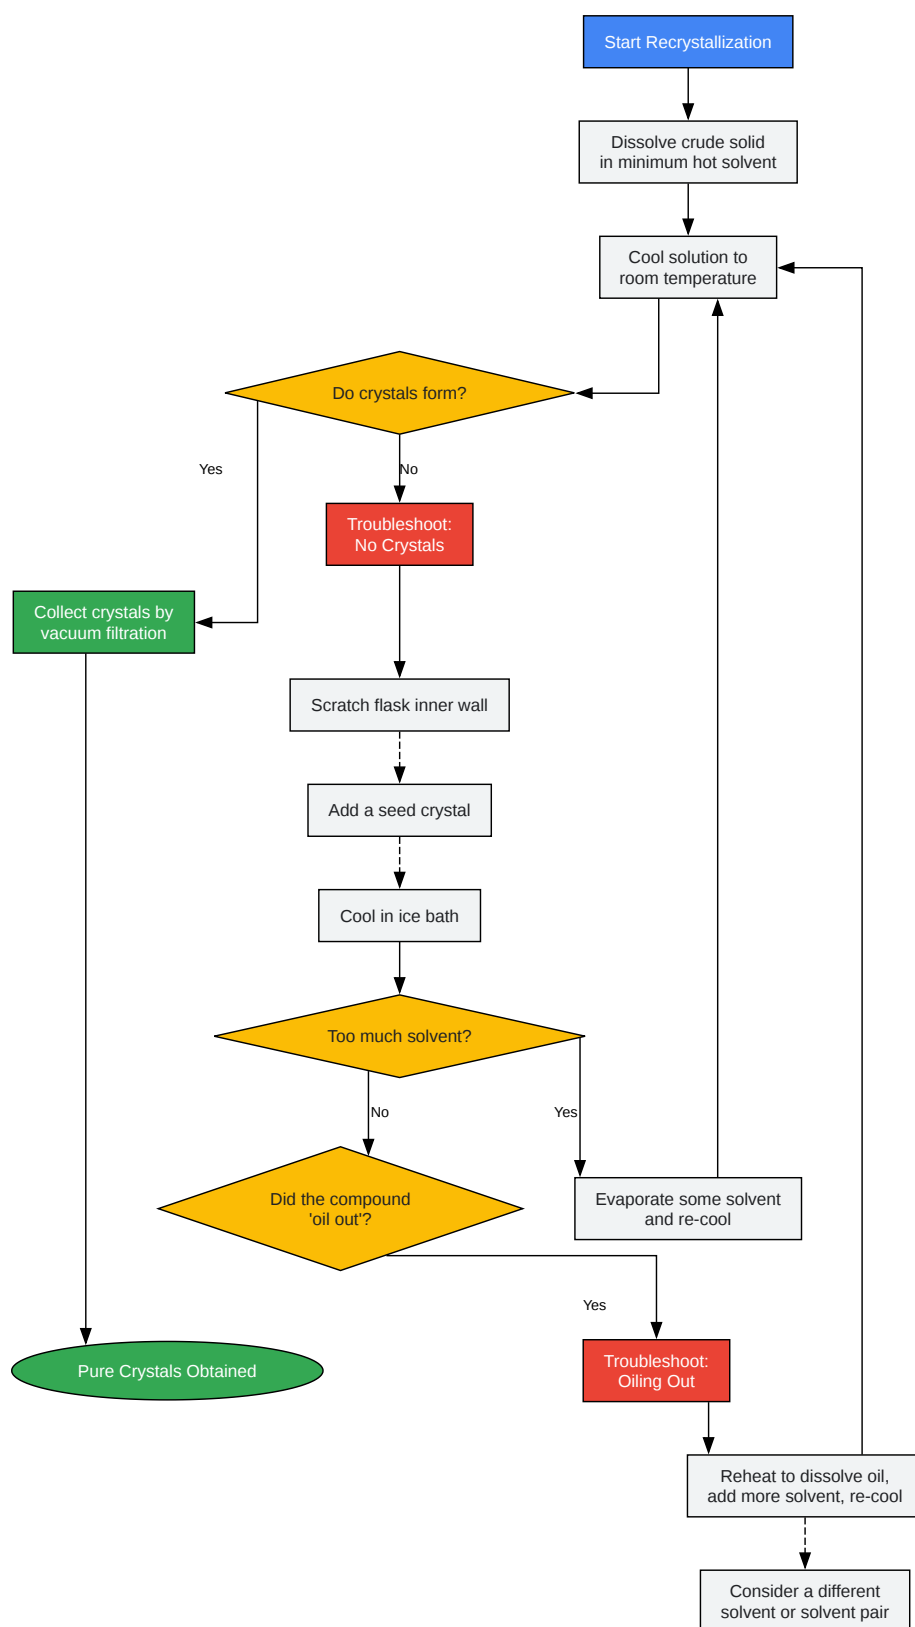 Start Recrystallization
Dissolve crude solid
in minimum hot solvent
Cool solution to
room temperature
Do crystals form?
Yes
No
Troubleshoot:
No Crystals
Collect crystals by
vacuum filtration
Scratch flask inner wall
Add a seed crystal
Cool in ice bath
Too much solvent?
No
Yes
Did the compound
'oil out'?
Evaporate some solvent
and re-cool
Yes
Troubleshoot:
Oiling Out
Pure Crystals Obtained
Reheat to dissolve oil,
add more solvent, re-cool
Consider a different
solvent or solvent pair